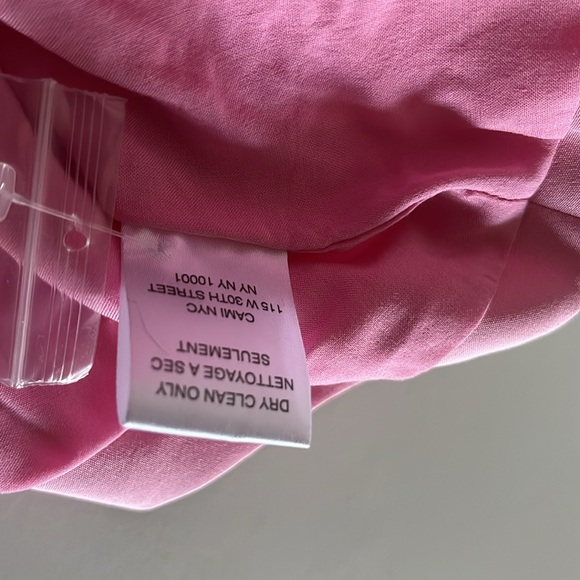 DRY CLEAN ONLY
NETTOYAGE A SEC
SEULEMENT
CAMI NYC
115 W 30TH STREET
NY NY 10001